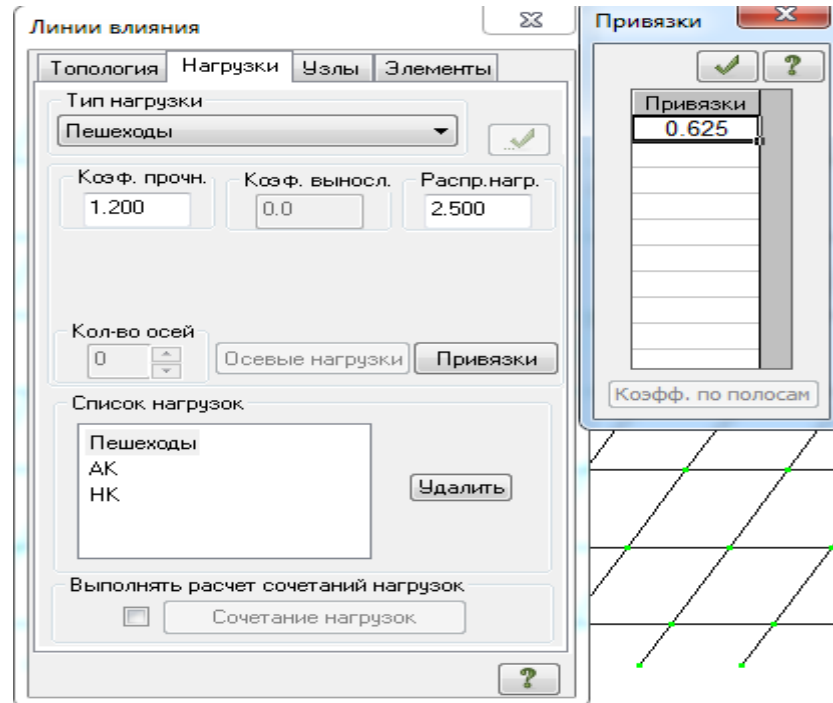 Линии влияния
Топология Нагрузки Узлы Элементы
Тип нагрузки
Пешеходы
Коэф. прочн. Коэф. вынocл. Распр.нагр.
1.200 0.0 2.500
Кол-во осей
0 Осевые нагрузки Привязки
Список нагрузок
Пешеходы
АК
НК
Удалить
Выполнять расчет сочетаний нагрузок
Сочетание нагрузок
?
Привязки
?
Привязки
0.625
Коэфф. по полосам